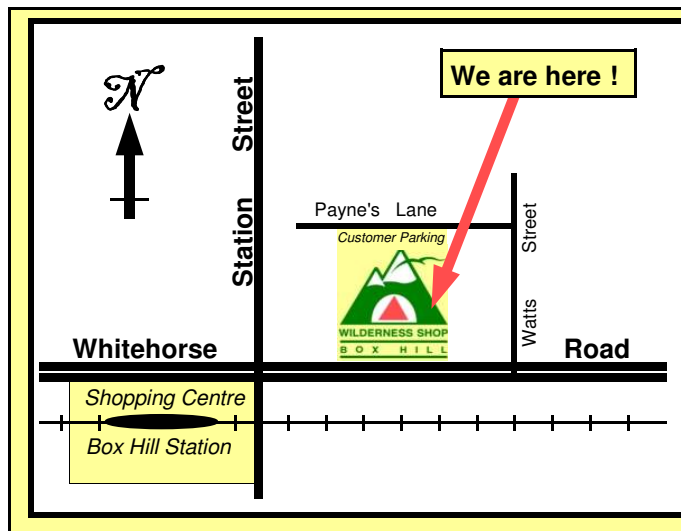 We are here !
N
Station Street
Payne's Lane
Customer Parking
Watts Street
WILDERNESS SHOP
BOX HILL
Whitehorse Road
Shopping Centre
Box Hill Station